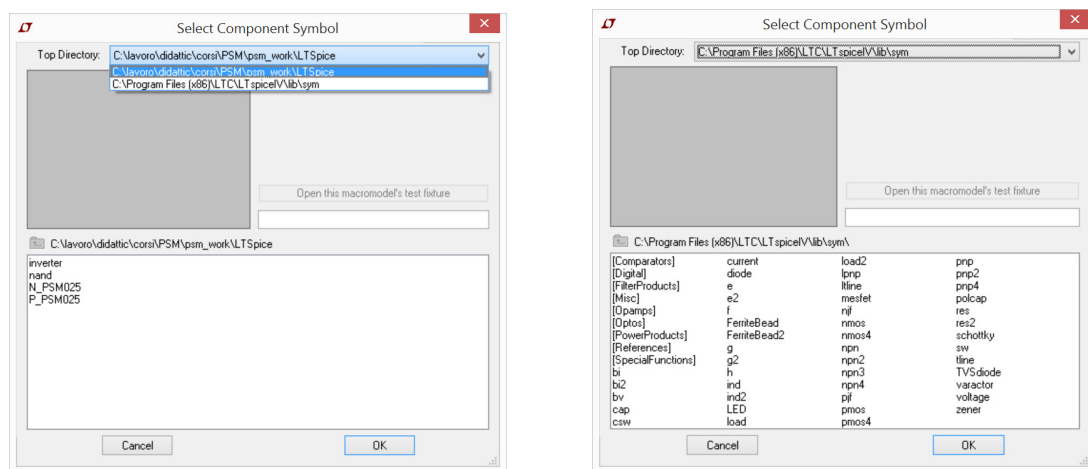 Select Component Symbol
Top Directory: C:\lavoro\didattic\corsi\PSM\psm_work\LTSpice
C:\lavoro\didattic\corsi\PSM\psm_work\LTSpice
C:\Program Files (x86)\LTC\LTspiceIV\lib\sym
Open this macromodel's test fixture
C:\lavoro\didattic\corsi\PSM\psm_work\LTSpice
inverter
nand
N_PSM025
P_PSM025
Cancel OK
Select Component Symbol
Top Directory: C:\Program Files (x86)\LTC\LTspiceIV\lib\sym
Open this macromodel's test fixture
C:\Program Files (x86)\LTC\LTspiceIV\lib\sym\
[Comparators] current load2 pnp
[Digital] diode lpnp pnp2
[FilterProducts] e ltline pnp4
[Misc] e2 mesfet polcap
[Opamps] f njf res
[Optos] FerriteBead nmos res2
[PowerProducts] FerriteBead2 nmos4 schottky
[References] g npn sw
[SpecialFunctions] g2 npn2 tline
bi h npn3 TVSdiode
bi2 ind npn4 varactor
bv ind2 pjf voltage
cap LED pmos zener
csw load pmos4
Cancel OK